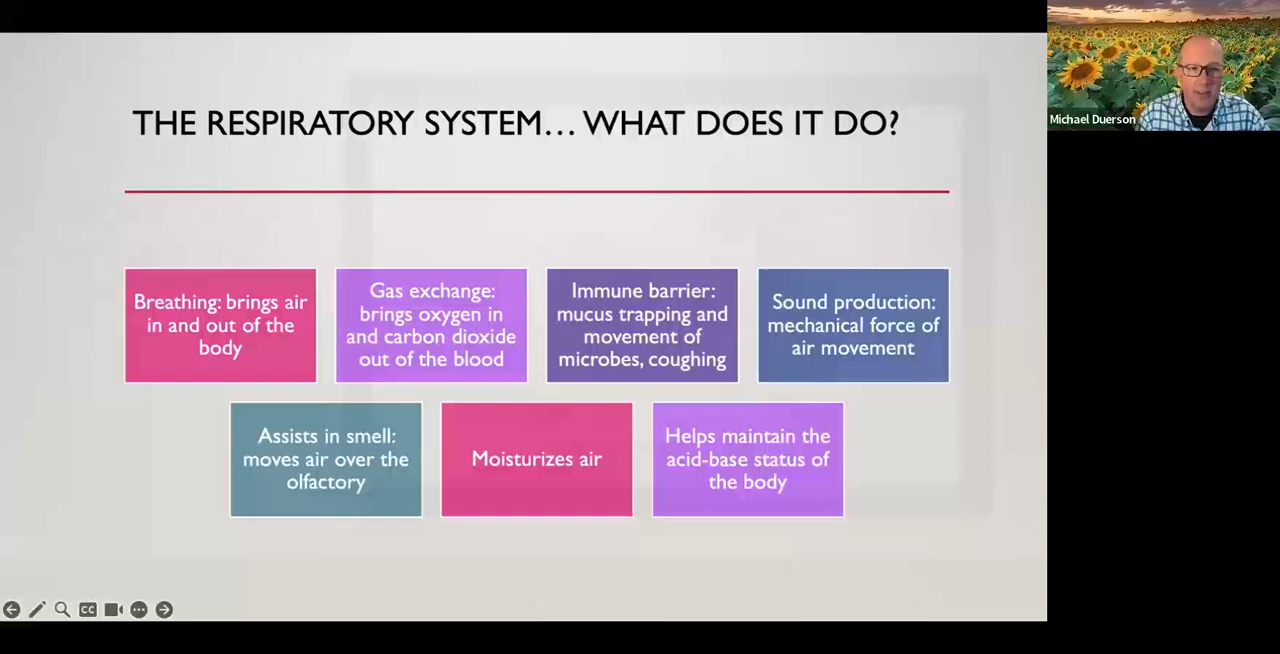 THE RESPIRATORY SYSTEM... WHAT DOES IT DO?
Michael Duerson
Breathing: brings air
in and out of the
body
Gas exchange:
brings oxygen in
and carbon dioxide
out of the blood
Immune barrier:
mucus trapping and
movement of
microbes, coughing
Sound production:
mechanical force of
air movement
Assists in smell:
moves air over the
olfactory
Moisturizes air
Helps maintain the
acid-base status of
the body
CC